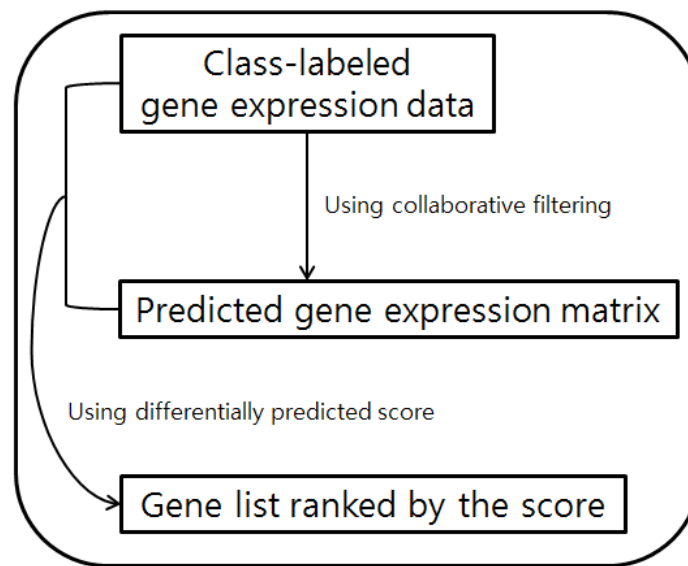 Class-labeled
gene expression data
Using collaborative filtering
Predicted gene expression matrix
Using differentially predicted score
Gene list ranked by the score